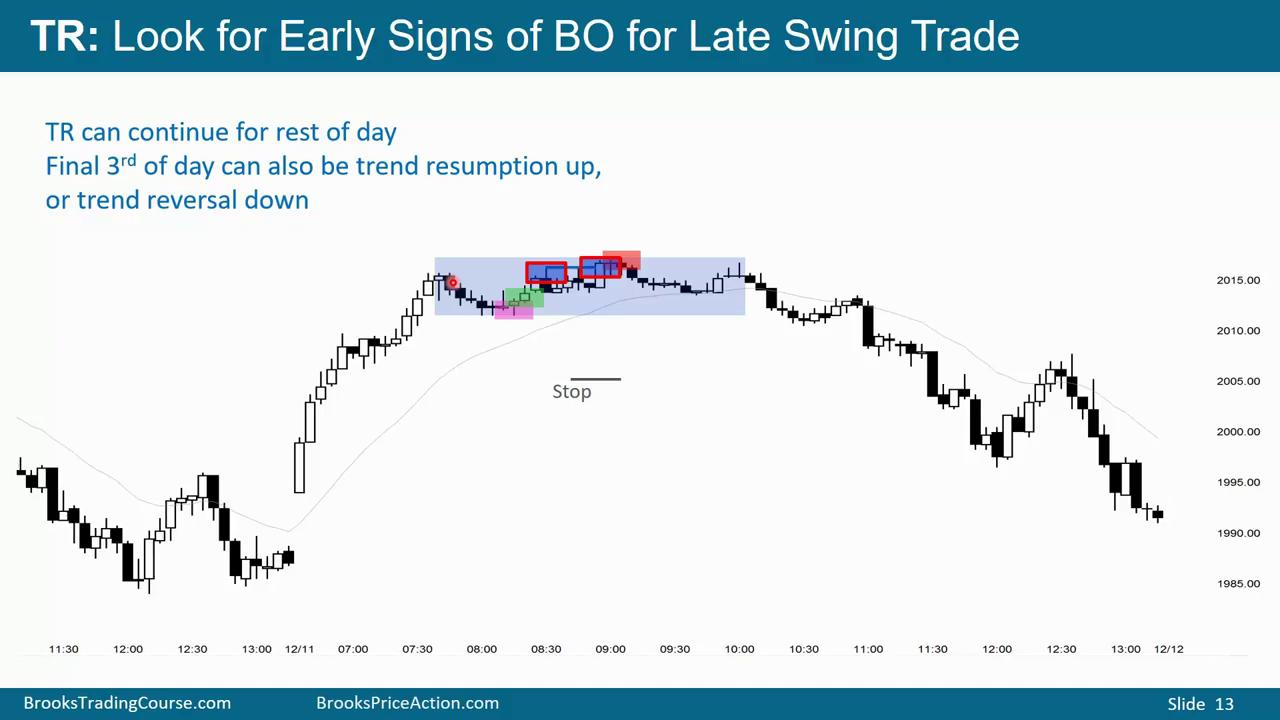 TR: Look for Early Signs of BO for Late Swing Trade
TR can continue for rest of day
Final 3rd of day can also be trend resumption up,
or trend reversal down
2015.00
2010.00
Stop
2005.00
2000.00
1995.00
1990.00
1985.00
11:30 12:00 12:30 13:00 12/11 07:00 07:30 08:00 08:30 09:00 09:30 10:00 10:30 11:00 11:30 12:00 12:30 13:00 12/12
BrooksTradingCourse.com BrooksPriceAction.com Slide 13